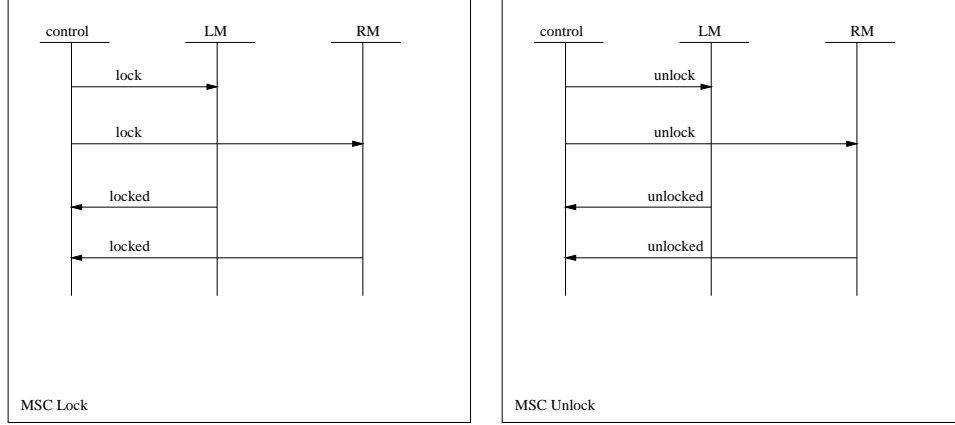 control LM RM
lock
lock
locked
locked
MSC Lock
control LM RM
unlock
unlock
unlocked
unlocked
MSC Unlock